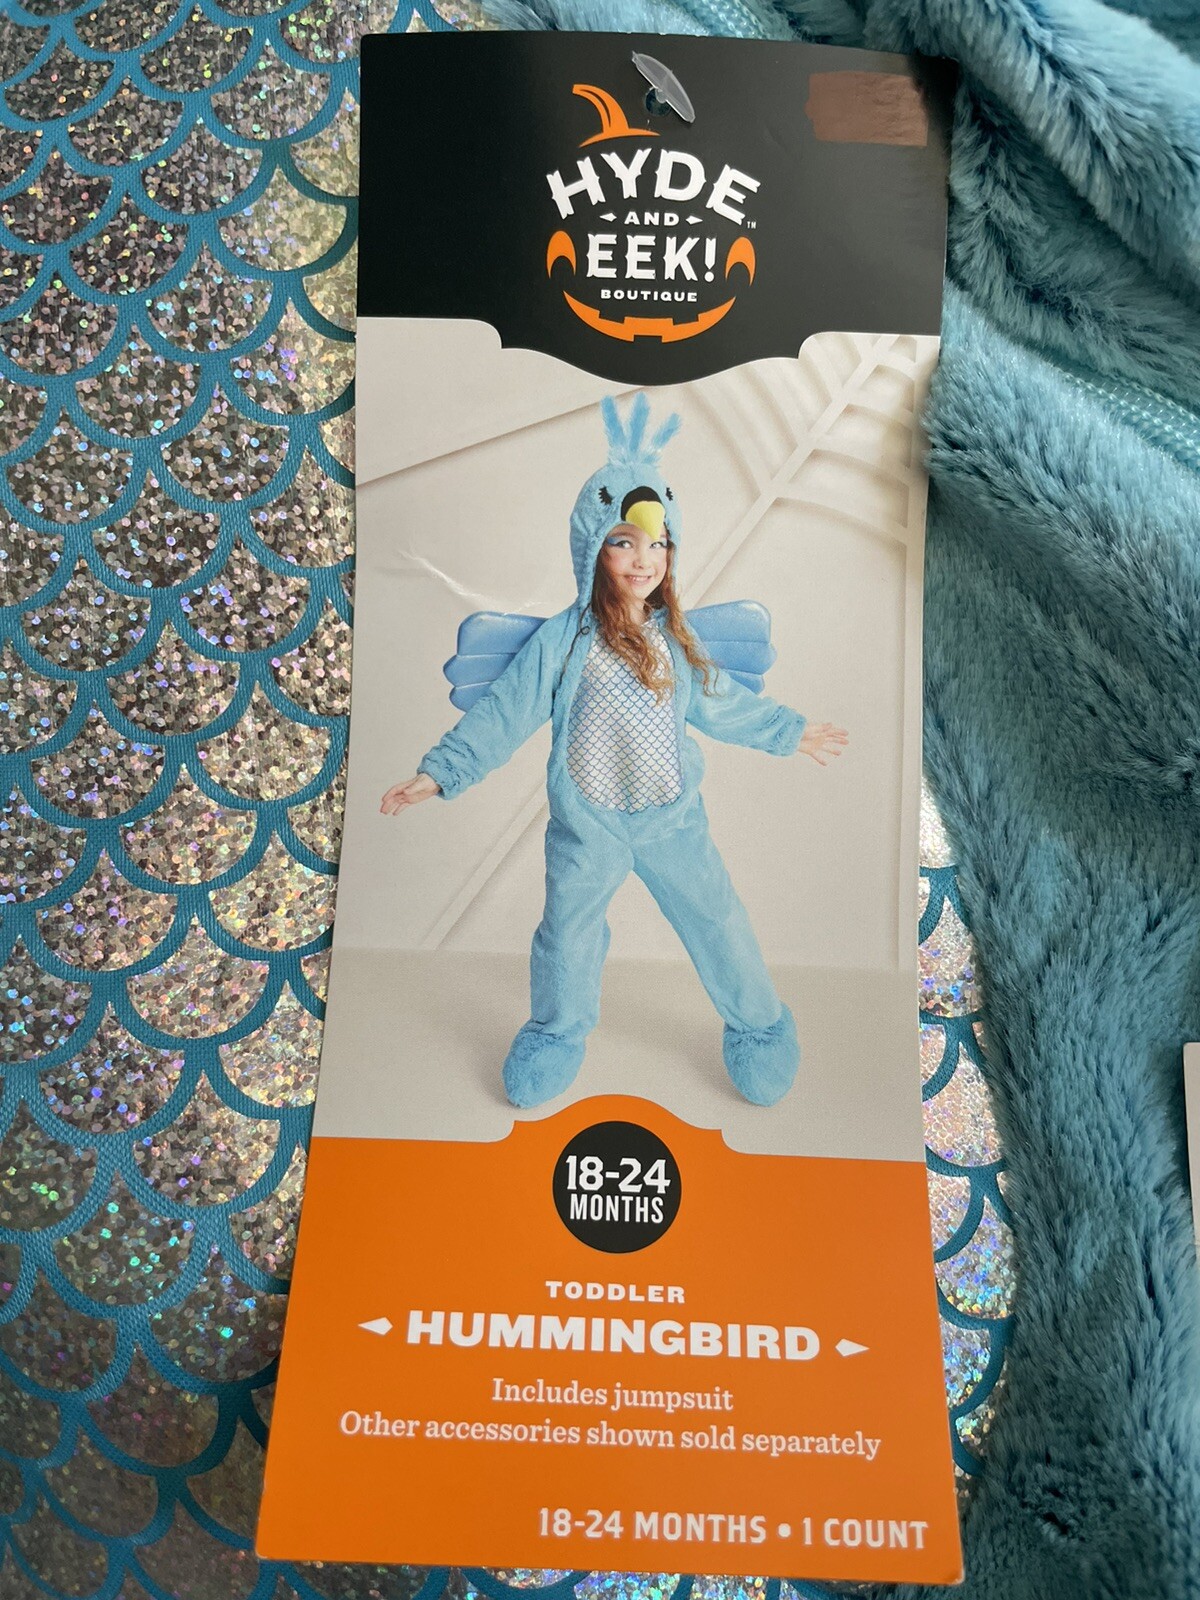 HYDE
AND
EEK!
BOUTIQUE
18-24
MONTHS
TODDLER
HUMMINGBIRD
Includes jumpsuit
Other accessories shown sold separately
18-24 MONTHS • 1 COUNT